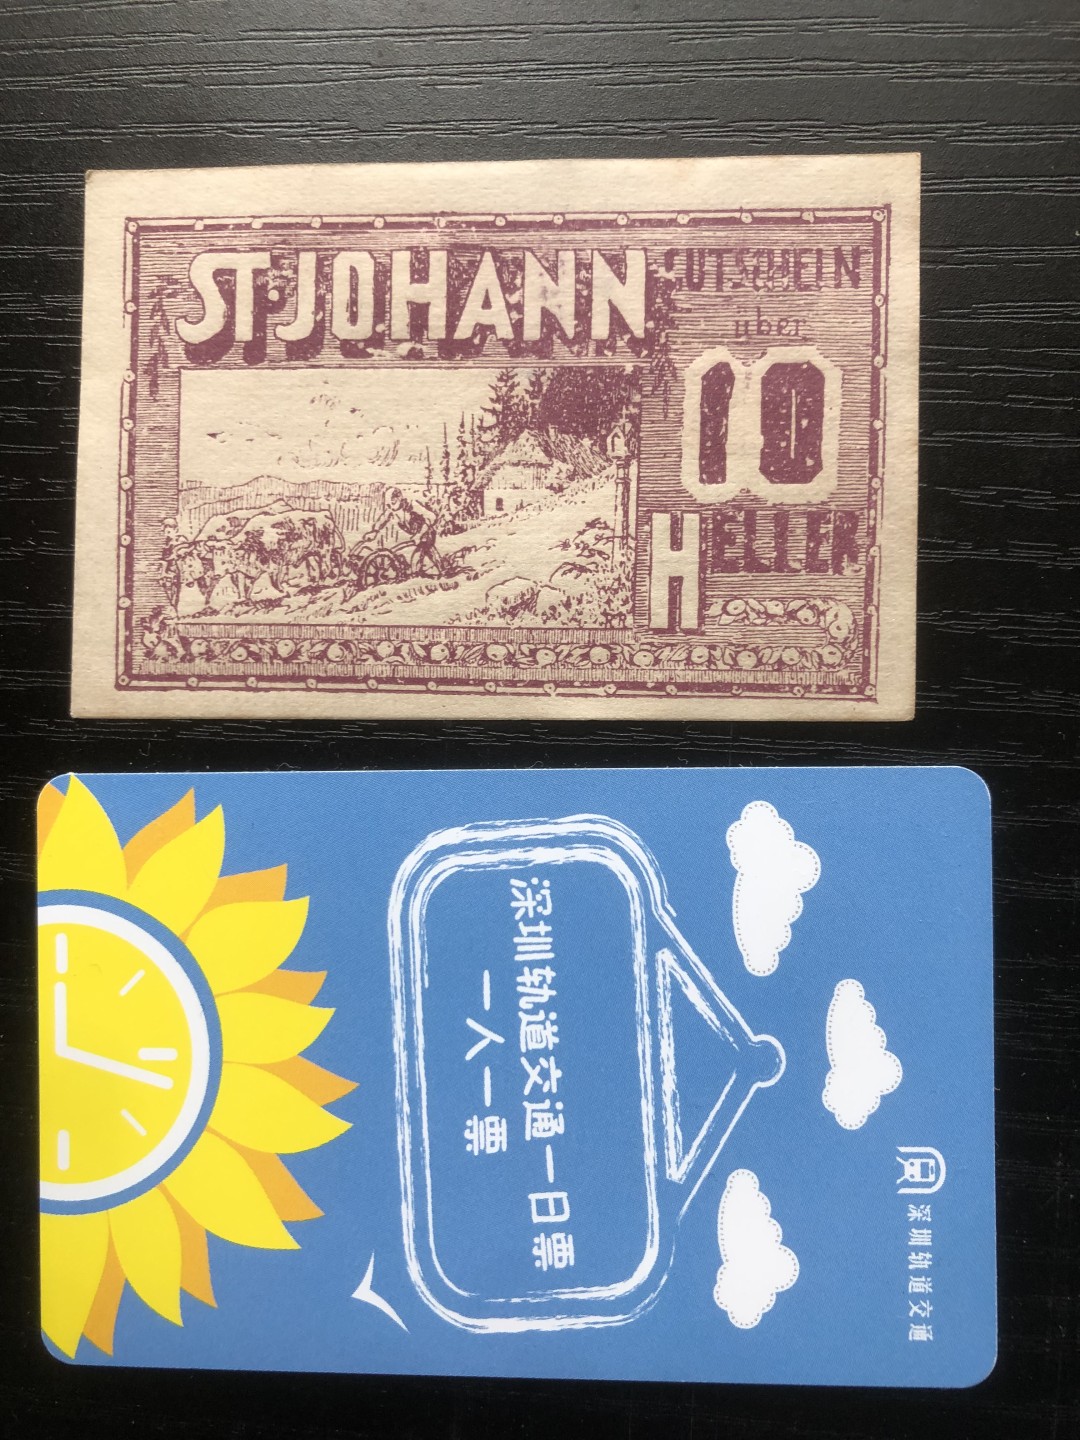 ST. JOHANN
GUTSCHEIN
über
10
HELLER
深圳轨道交通一日票
一人一票
深圳轨道交通